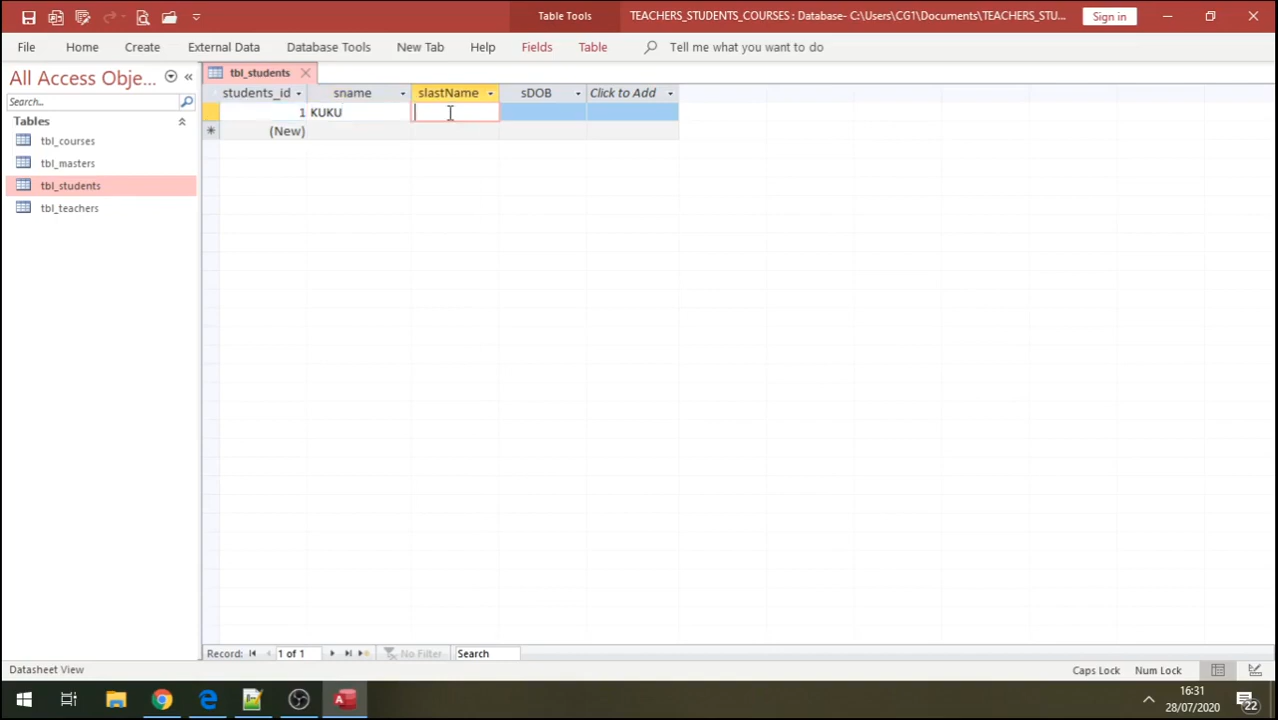 Table Tools
TEACHERS_STUDENTS_COURSES : Database- C:\Users\CG1\Documents\TEACHERS_STU...
Sign in
File Home Create External Data Database Tools New Tab Help Fields Table Tell me what you want to do
All Access Obje...
Search...
Tables
tbl_courses
tbl_masters
tbl_students
tbl_teachers
tbl_students
students_id sname slastName sDOB Click to Add
1 KUKU
(New)
Record: 1 of 1 No Filter Search
Datasheet View
Caps Lock Num Lock
16:31
28/07/2020
22